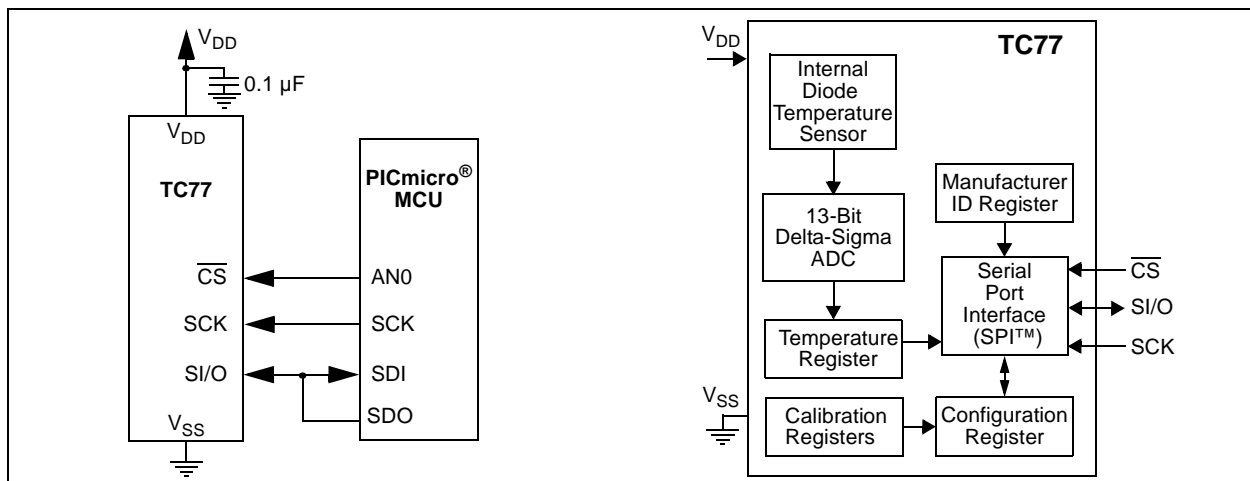 VDD
0.1 µF
VDD
TC77
PICmicro®
MCU
CS
AN0
SCK
SCK
SI/O
SDI
SDO
VSS
TC77
VDD
Internal
Diode
Temperature
Sensor
Manufacturer
ID Register
13-Bit
Delta-Sigma
ADC
Serial
Port
Interface
(SPI™)
CS
SI/O
SCK
Temperature
Register
VSS
Calibration
Registers
Configuration
Register